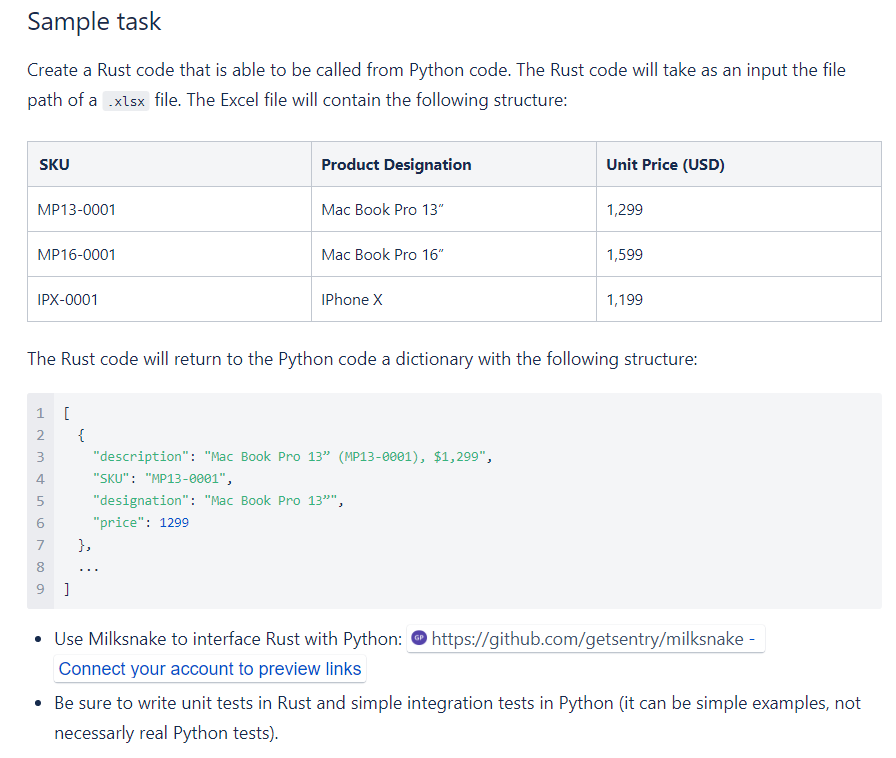 Sample task
Create a Rust code that is able to be called from Python code. The Rust code will take as an input the file
path of a .xlsx file. The Excel file will contain the following structure:
SKU Product Designation Unit Price (USD)
MP13-0001 Mac Book Pro 13” 1,299
MP16-0001 Mac Book Pro 16” 1,599
IPX-0001 IPhone X 1,199
The Rust code will return to the Python code a dictionary with the following structure:
1 [
2 {
3 "description": "Mac Book Pro 13” (MP13-0001), $1,299",
4 "SKU": "MP13-0001",
5 "designation": "Mac Book Pro 13”",
6 "price": 1299
7 },
8 ...
9 ]
• Use Milksnake to interface Rust with Python: GP https://github.com/getsentry/milksnake -
Connect your account to preview links
• Be sure to write unit tests in Rust and simple integration tests in Python (it can be simple examples, not
necessarly real Python tests).